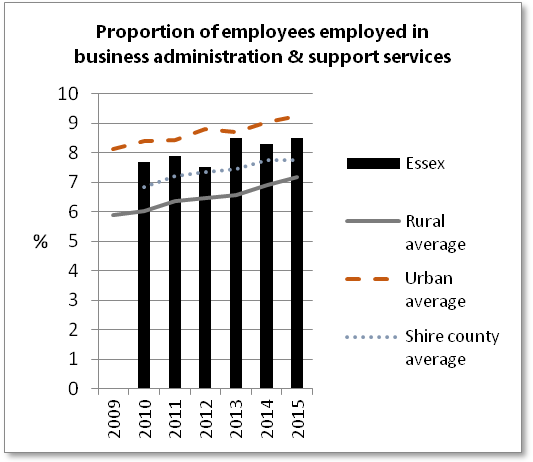 Proportion of employees employed in
business administration & support services
10
9
8
7
6
5
4
3
2
1
0
%
2009
2010
2011
2012
2013
2014
2015
Essex
Rural
average
Urban
average
Shire county
average